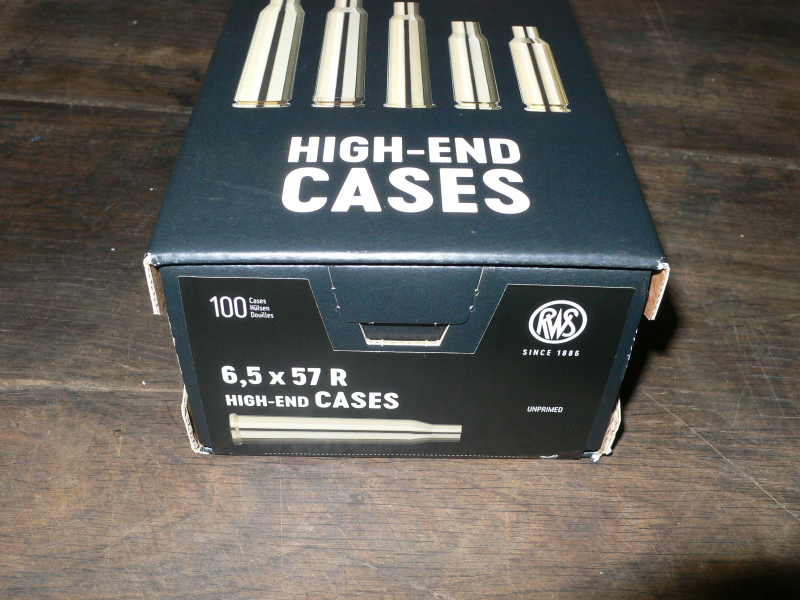 HIGH-END
CASES
100 Cases
Hülsen
Douilles
RWS
SINCE 1886
6,5 x 57 R
HIGH-END CASES
UNPRIMED